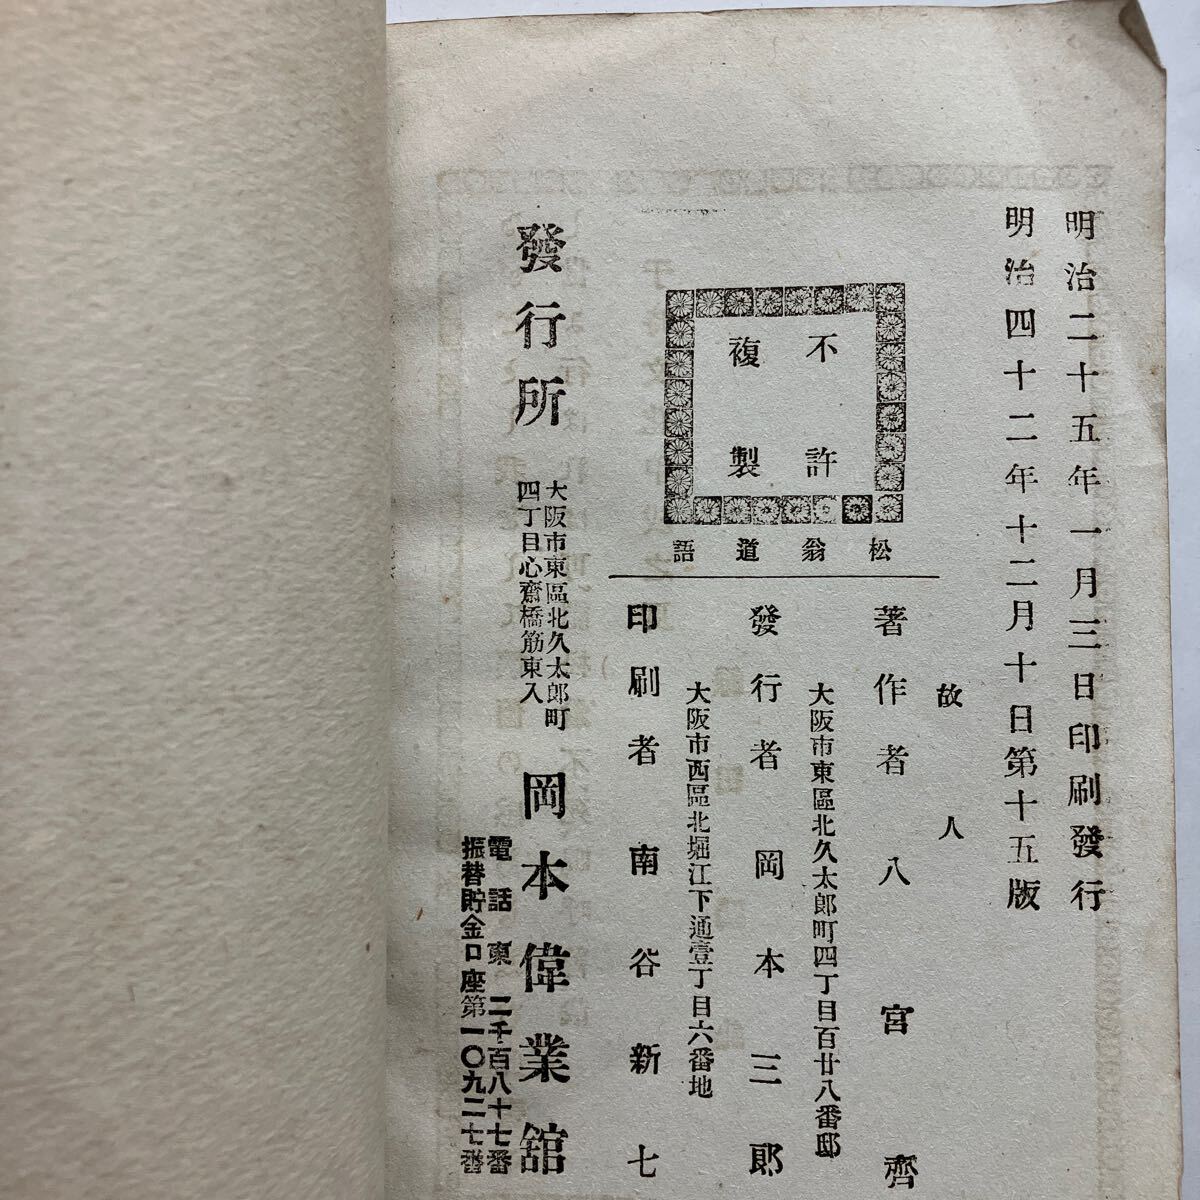 明治二十五年一月三日印刷發行
明治四十二年十二月十日第十五版
不許
複製
松翁道語
故人
著作者 八宮齊
大阪市東區北久太郎町四丁目百廿八番邸
發行者 岡本三郎
大阪市西區北堀江下通壹丁目六番地
印刷者 南谷新七
發行所
大阪市東區北久太郎町
四丁目心齋橋筋東入
岡本偉業舘
電話東二千百八十七番
振替貯金口座第一〇九二七番